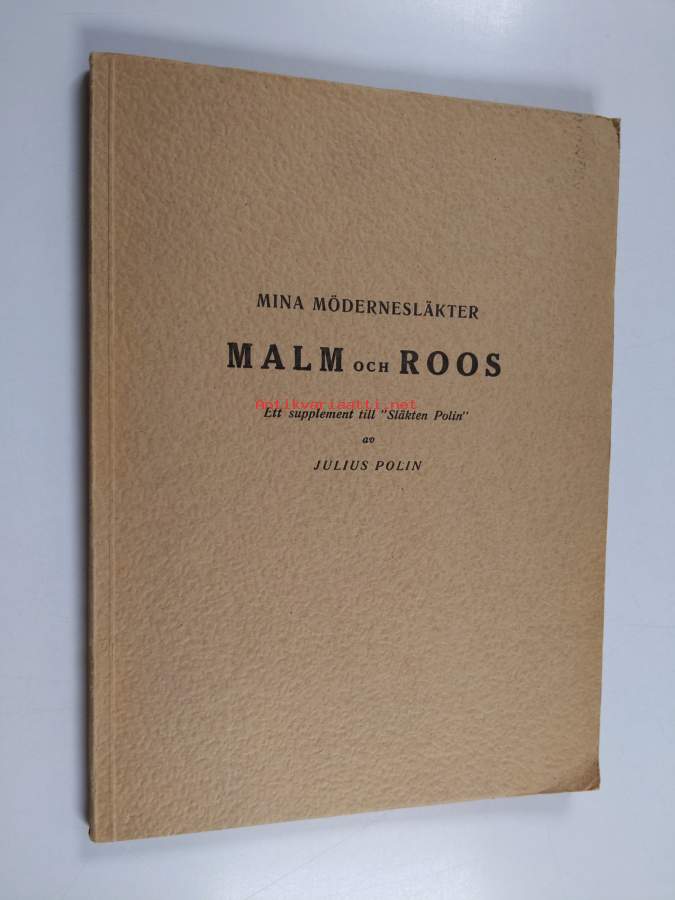 MINA MÖDERNESLÄKTER
MALM OCH ROOS
Antikvariaatti.net
Ett supplement till "Släkten Polin"
av
JULIUS POLIN